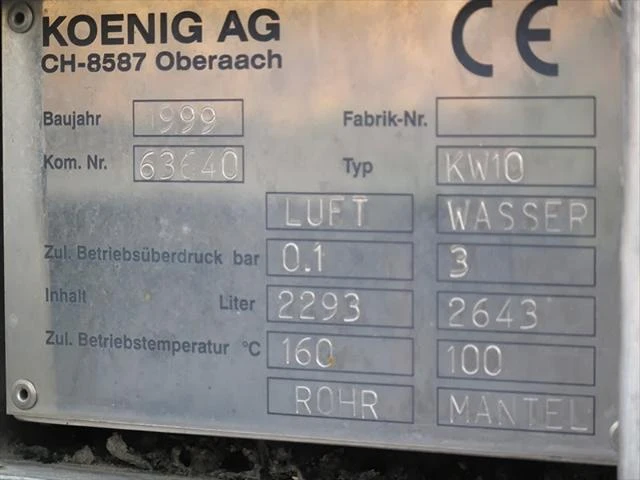 KOENIG AG CE
CH-8587 Oberaach
Baujahr 1999 Fabrik-Nr.
Kom. Nr. 63640 Typ KW10
LUFT WASSER
Zul. Betriebsüberdruck bar 0.1 3
Inhalt Liter 2293 2643
Zul. Betriebstemperatur °C 160 100
ROHR MANTEL